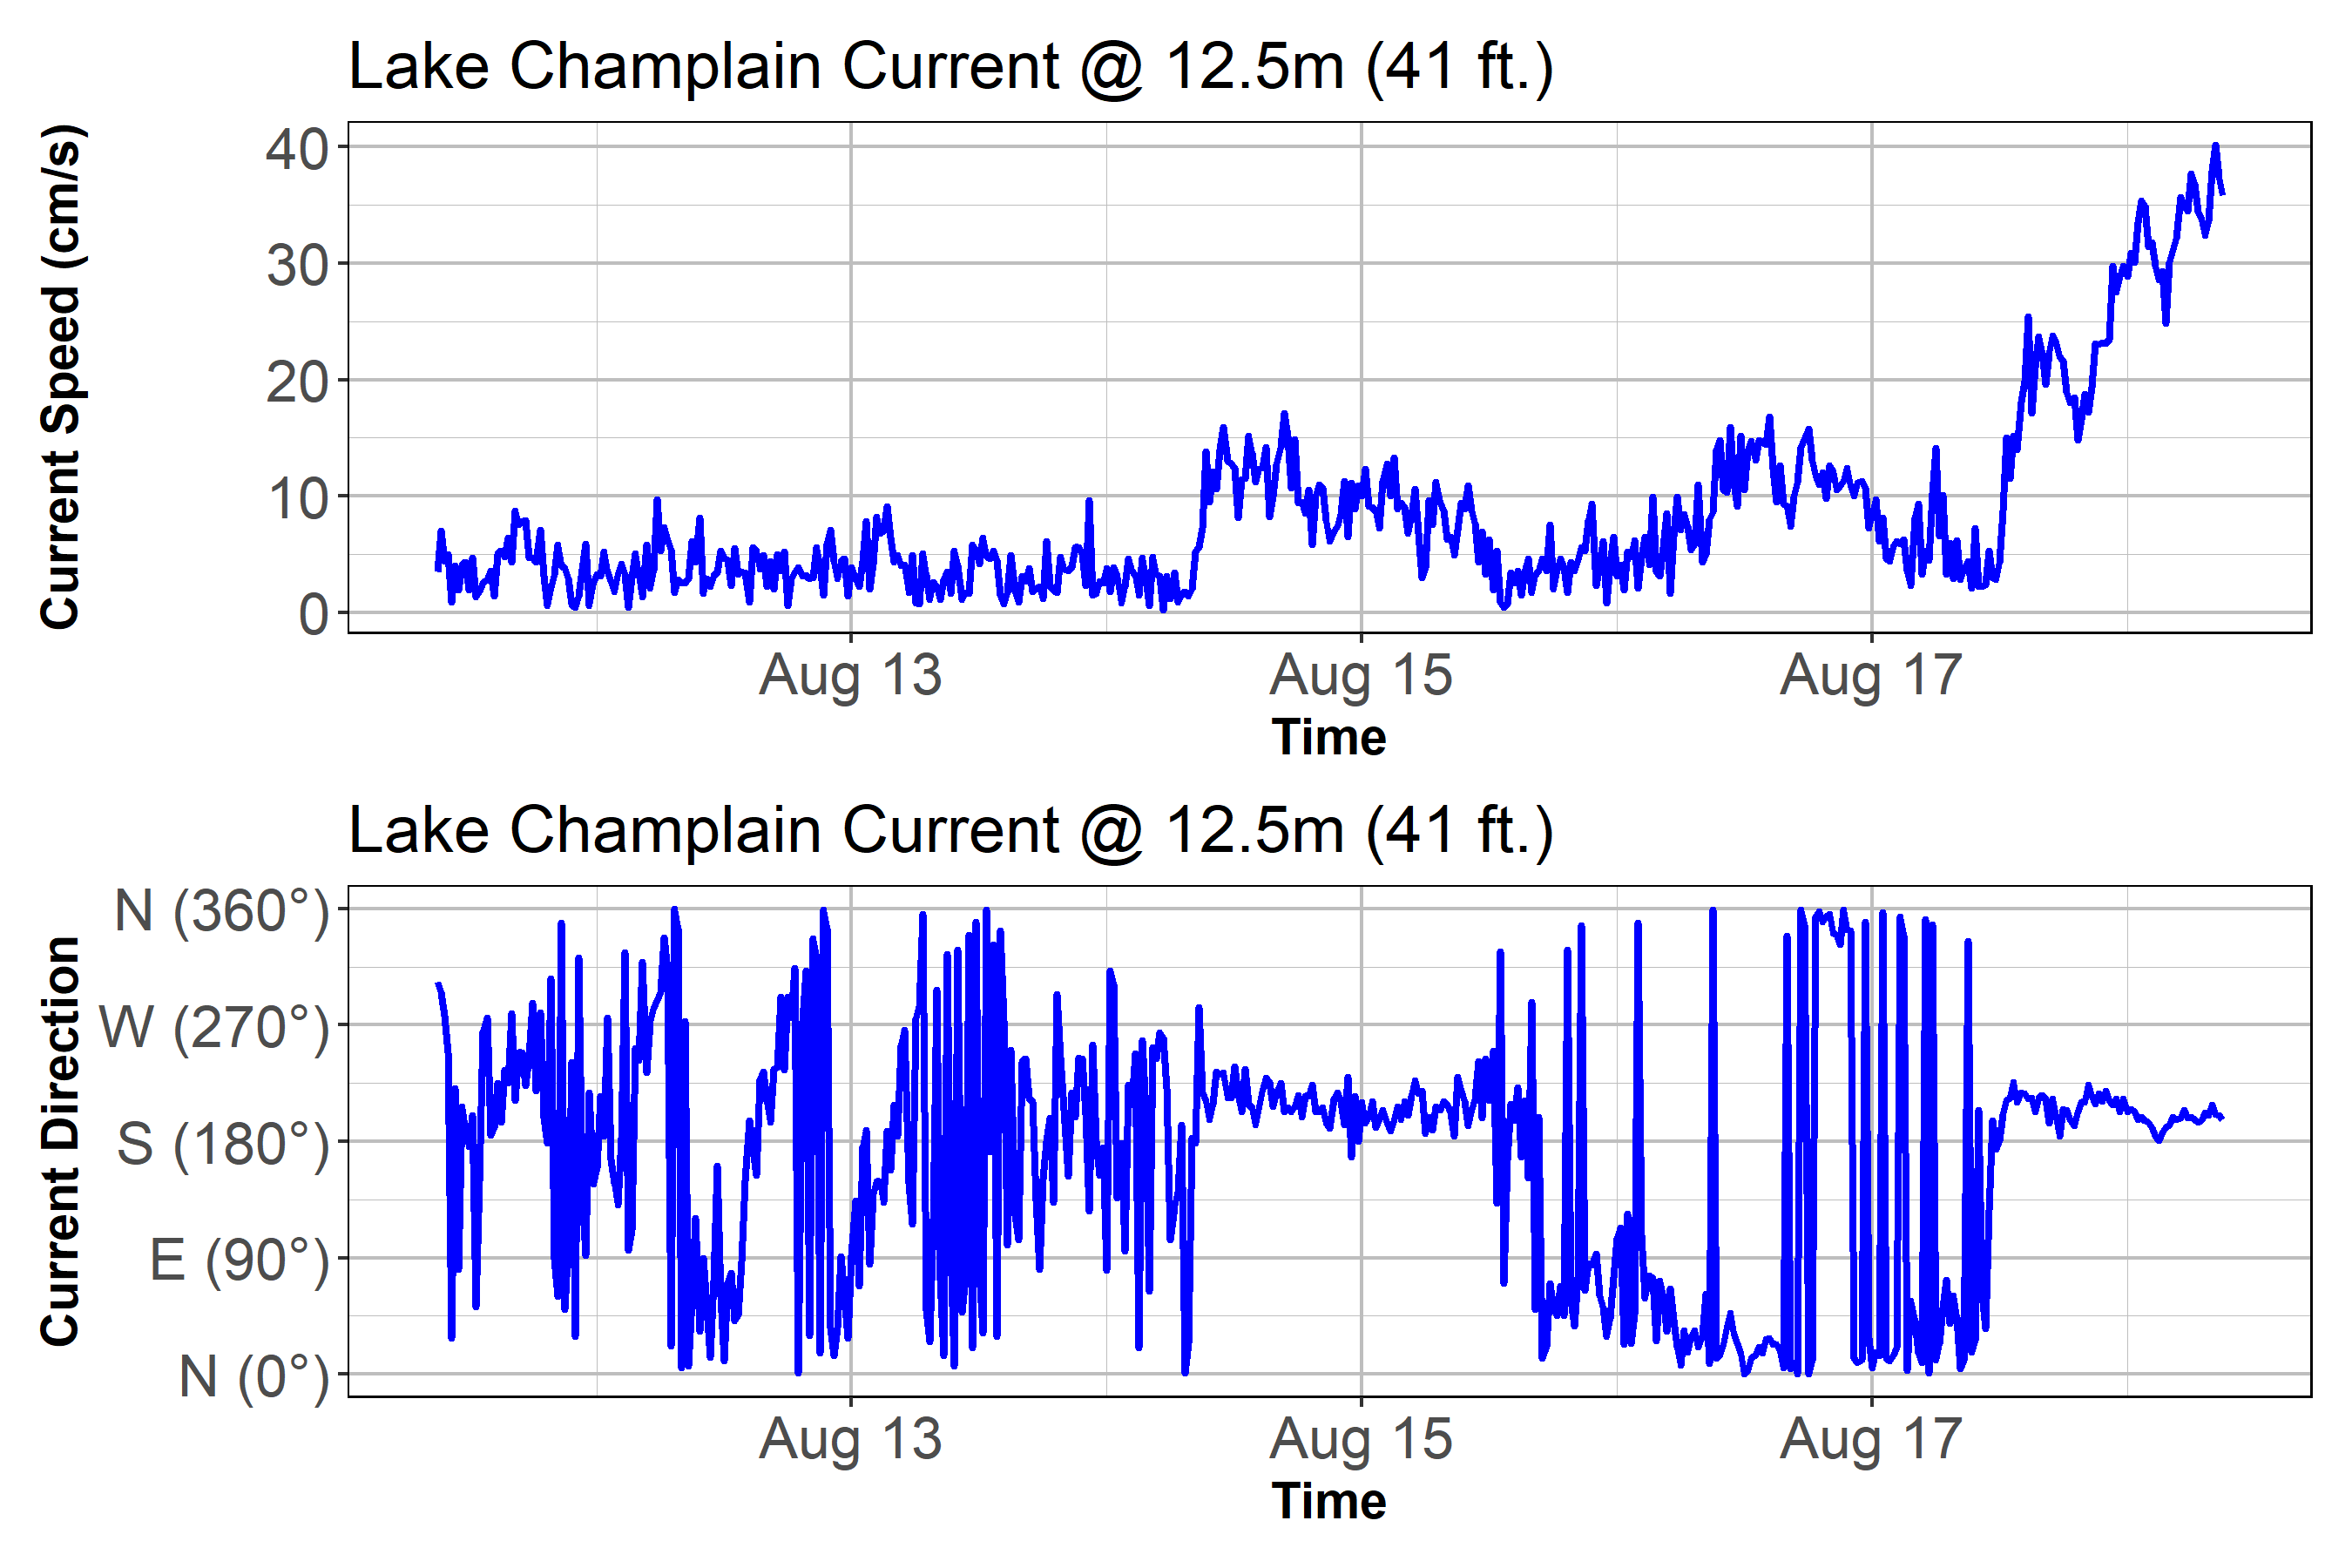 Lake Champlain Current @ 12.5m (41 ft.)
Current Speed (cm/s)
40
30
20
10
0
Aug 13 Aug 15 Aug 17
Time
Lake Champlain Current @ 12.5m (41 ft.)
Current Direction
N (360°)
W (270°)
S (180°)
E (90°)
N (0°)
Aug 13 Aug 15 Aug 17
Time